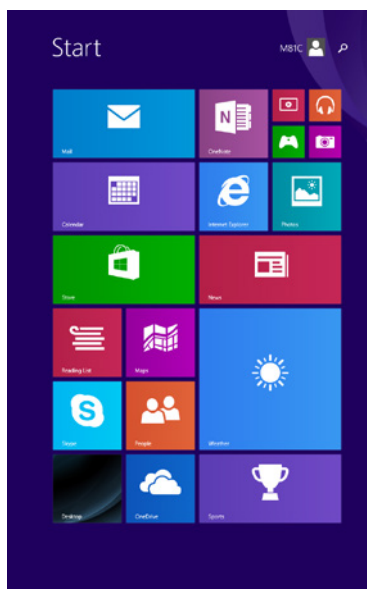 Start
M81C
Mail
OneNote
Calendar
Internet Explorer
Photos
Store
News
Reading List
Maps
Skype
People
Weather
Desktop
OneDrive
Sports